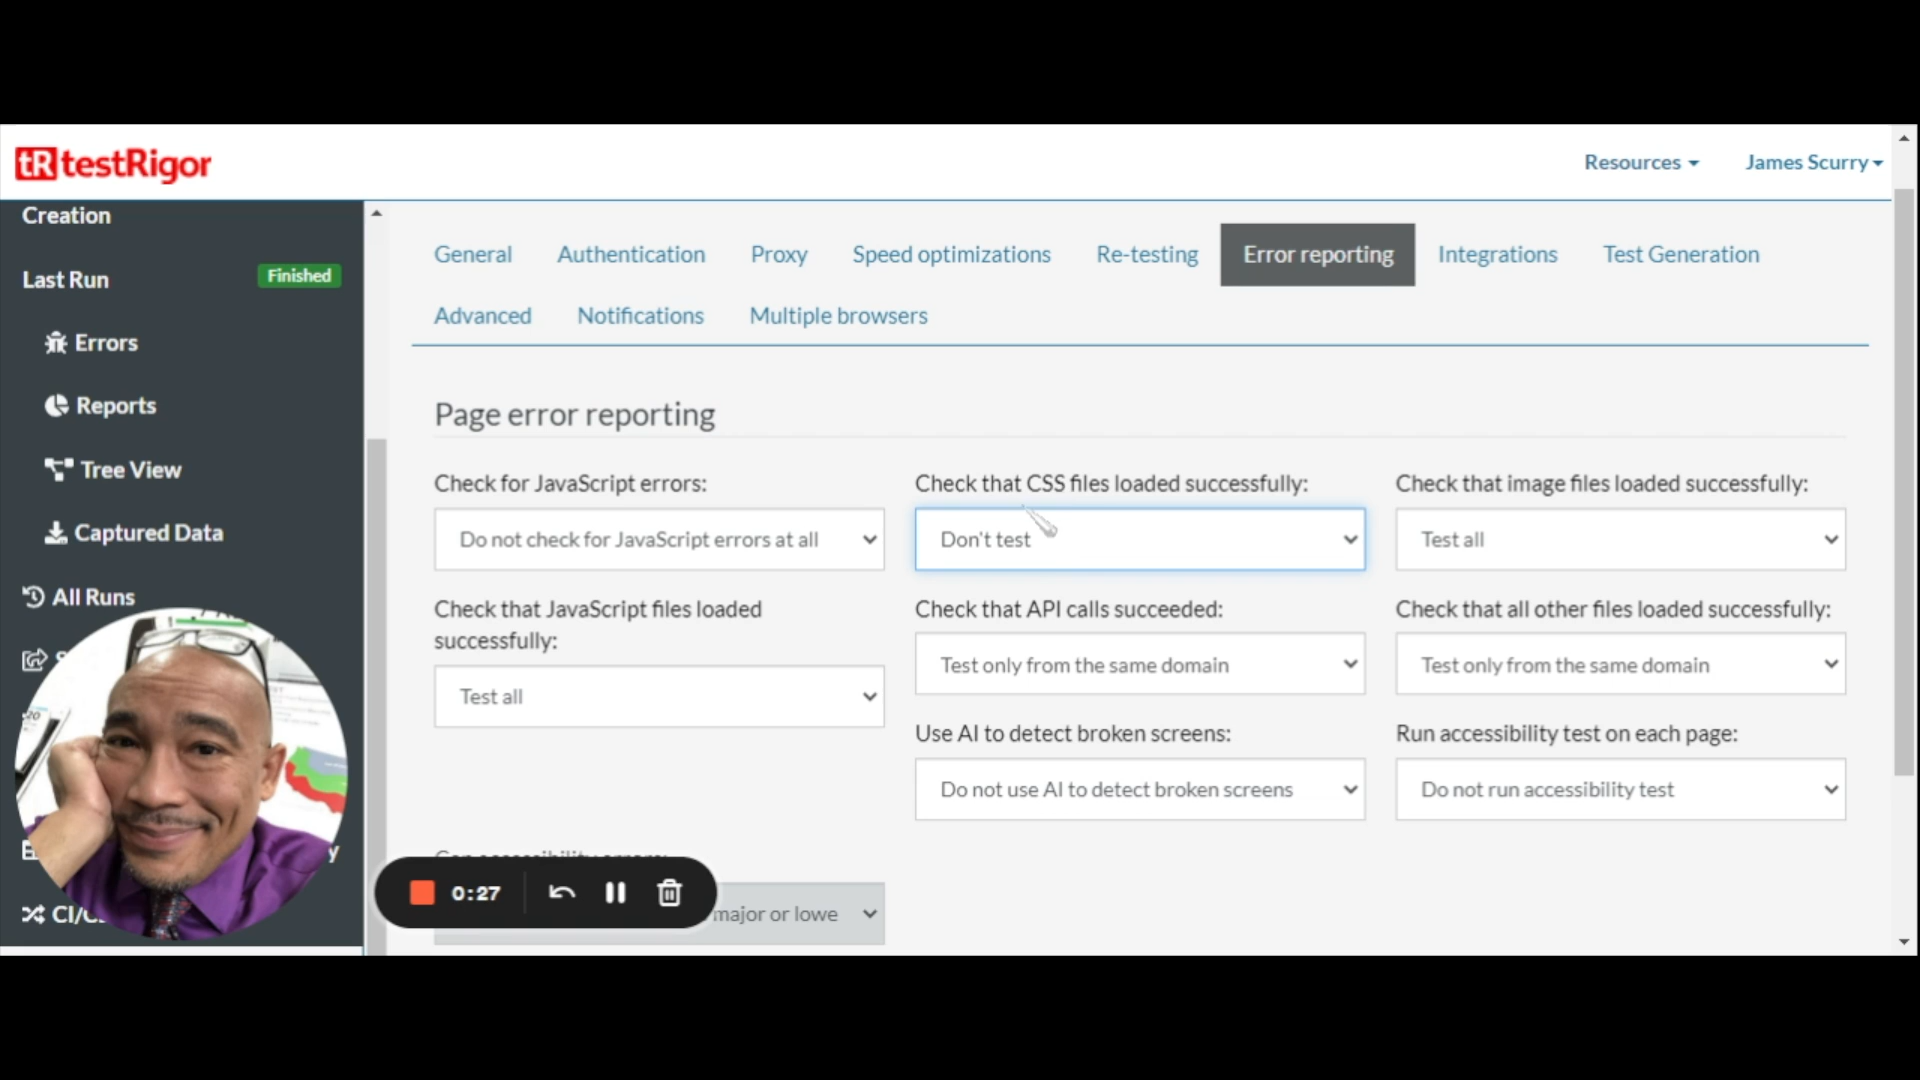 tR testRigor
Resources
James Scurry
Creation
Last Run
Finished
Errors
Reports
Tree View
Captured Data
All Runs
CI/C
General
Authentication
Proxy
Speed optimizations
Re-testing
Error reporting
Integrations
Test Generation
Advanced
Notifications
Multiple browsers
Page error reporting
Check for JavaScript errors:
Do not check for JavaScript errors at all
Check that CSS files loaded successfully:
Don't test
Check that image files loaded successfully:
Test all
Check that JavaScript files loaded
successfully:
Test all
Check that API calls succeeded:
Test only from the same domain
Check that all other files loaded successfully:
Test only from the same domain
Use AI to detect broken screens:
Do not use AI to detect broken screens
Run accessibility test on each page:
Do not run accessibility test
major or lowe
0:27